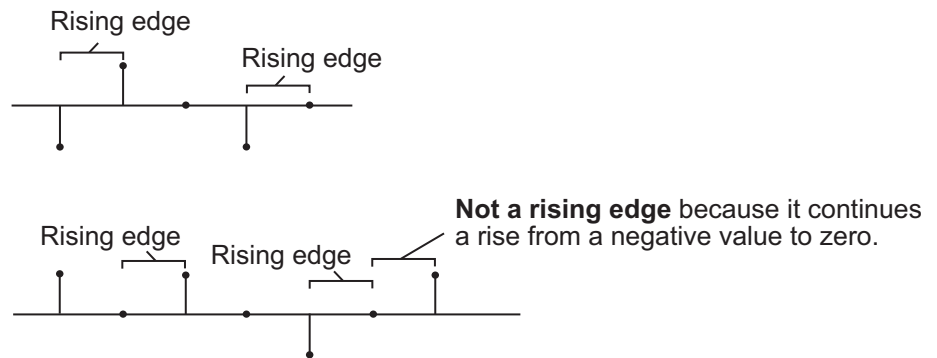 Rising edge
Rising edge
Not a rising edge because it continues
a rise from a negative value to zero.
Rising edge
Rising edge